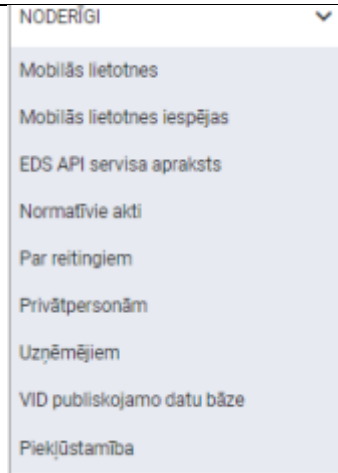 NODERĪGI
Mobilās lietotnes
Mobilās lietotnes iespējas
EDS API servisa apraksts
Normatīvie akti
Par reitingiem
Privātpersonām
Uzņēmējiem
VID publiskojamo datu bāze
Piekļūstamība